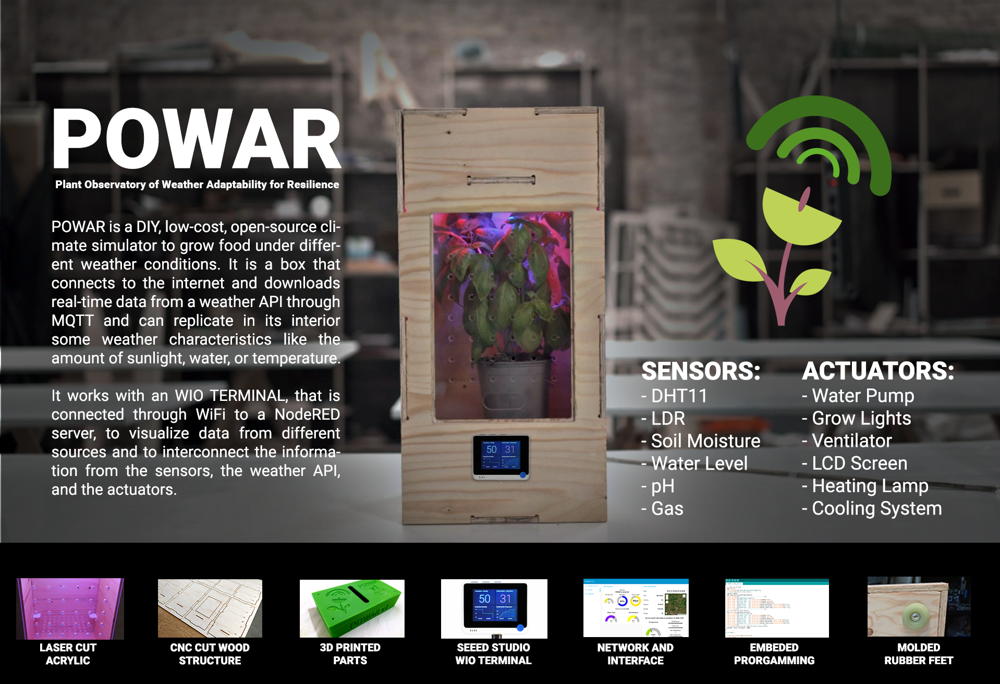 POWAR
Plant Observatory of Weather Adaptability for Resilience
POWAR is a DIY, low-cost, open-source cli-
mate simulator to grow food under differ-
ent weather conditions. It is a box that
connects to the internet and downloads
real-time data from a weather API through
MQTT and can replicate in its interior
some weather characteristics like the
amount of sunlight, water, or temperature.
It works with an WIO TERMINAL, that is
connected through WiFi to a NodeRED
server, to visualize data from different
sources and to interconnect the informa-
tion from the sensors, the weather API,
and the actuators.
50 31
SENSORS:
- DHT11
- LDR
- Soil Moisture
- Water Level
- pH
- Gas
ACTUATORS:
- Water Pump
- Grow Lights
- Ventilator
- LCD Screen
- Heating Lamp
- Cooling System
POWAR
V1
POWAR
50 31
LASER CUT
ACRYLIC
CNC CUT WOOD
STRUCTURE
3D PRINTED
PARTS
SEEED STUDIO
WIO TERMINAL
NETWORK AND
INTERFACE
EMBEDED
PRORGAMMING
MOLDED
RUBBER FEET